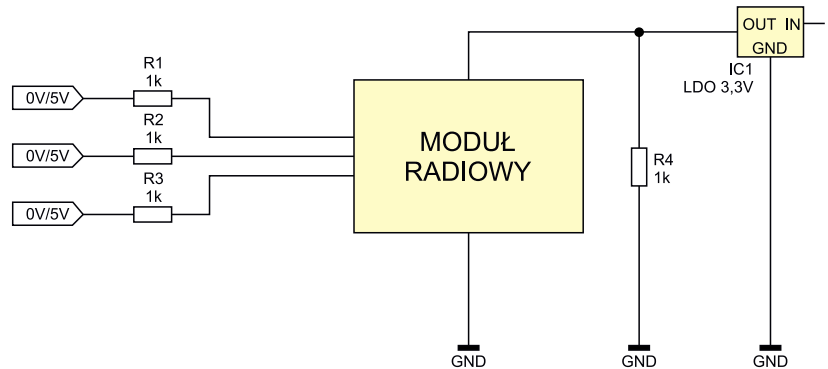 OUT IN
GND
IC1
LDO 3,3V
R1
1k
0V/5V
R2
1k
0V/5V
R3
1k
0V/5V
MODUŁ
RADIOWY
R4
1k
GND
GND
GND